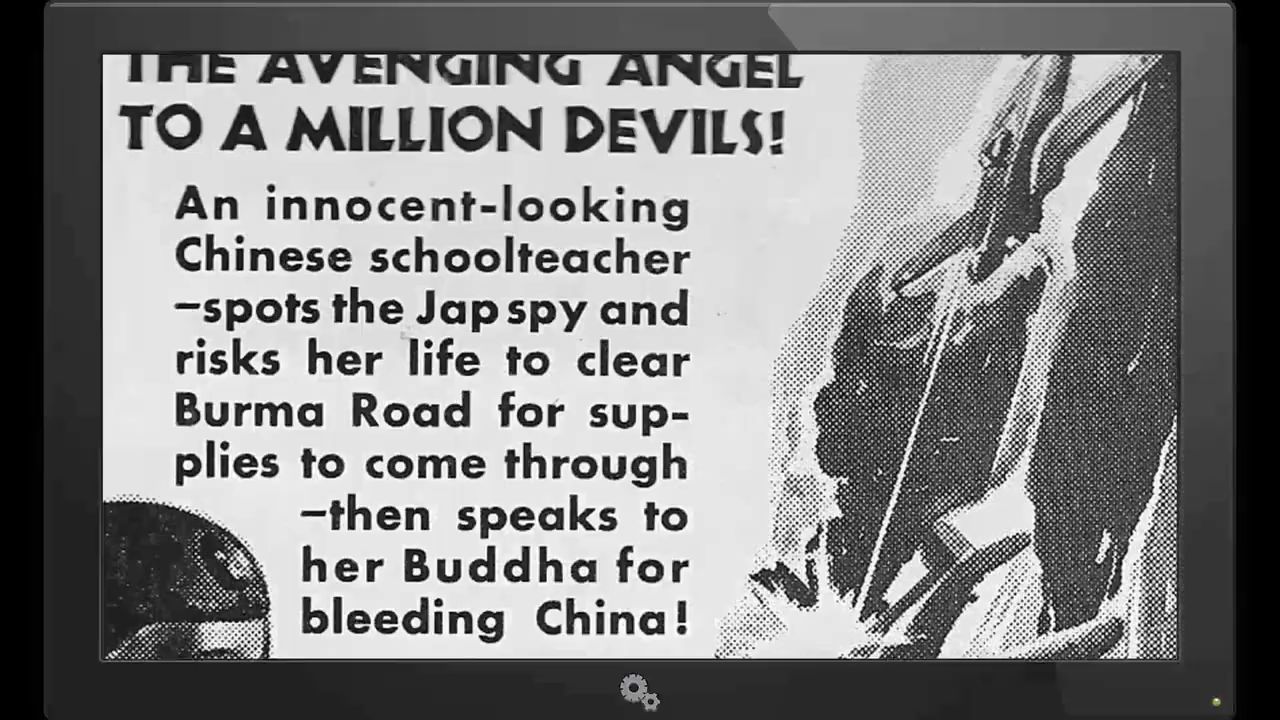 THE AVENGING ANGEL
TO A MILLION DEVILS!
An innocent-looking
Chinese schoolteacher
–spots the Jap spy and
risks her life to clear
Burma Road for sup-
plies to come through
–then speaks to
her Buddha for
bleeding China!